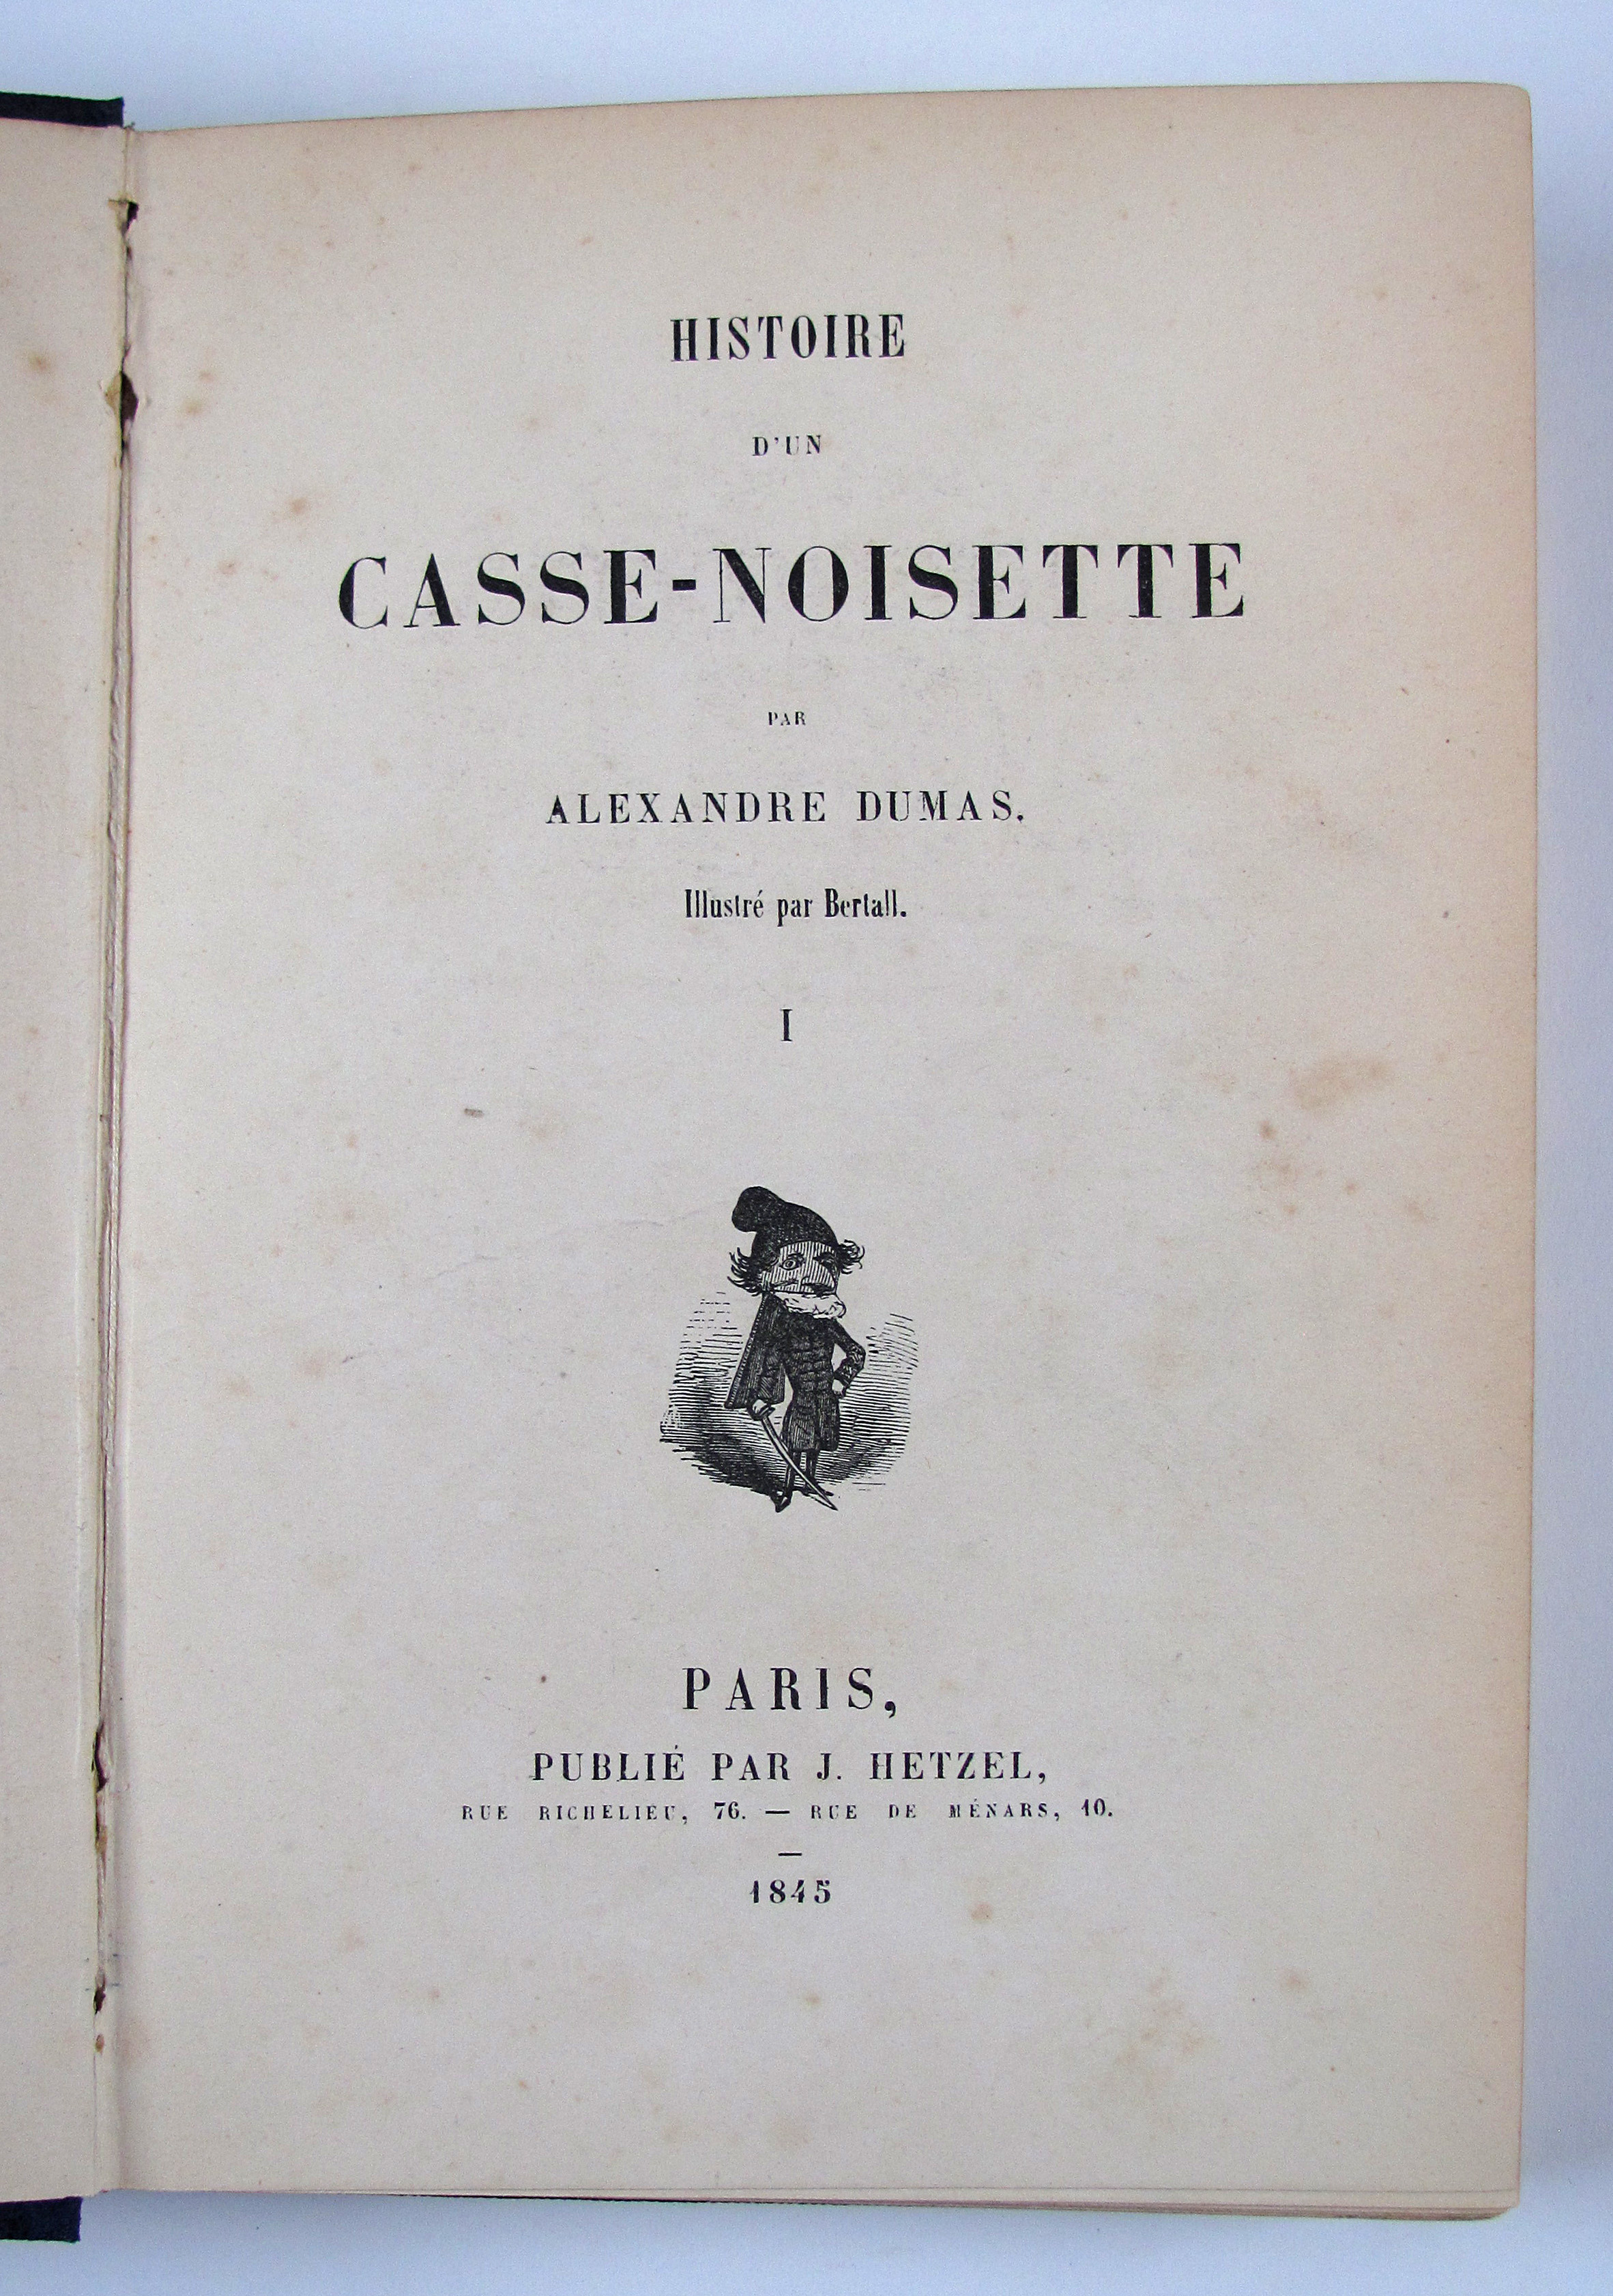 HISTOIRE
D'UN
CASSE-NOISETTE
PAR
ALEXANDRE DUMAS.
Illustré par Bertall.
I
PARIS,
PUBLIÉ PAR J. HETZEL,
RUE RICHELIEU, 76. — RUE DE MÉNARS, 10.
—
1845